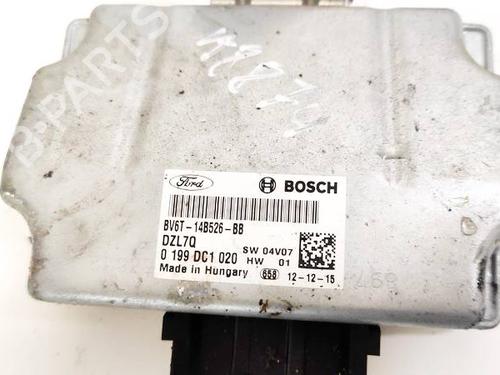 B-PARTS
Ford BOSCH
BV6T-14B526-BB
DZL7Q SW 04V07
0 199 DC1 020 HW 01
Made in Hungary 658 12-12-15